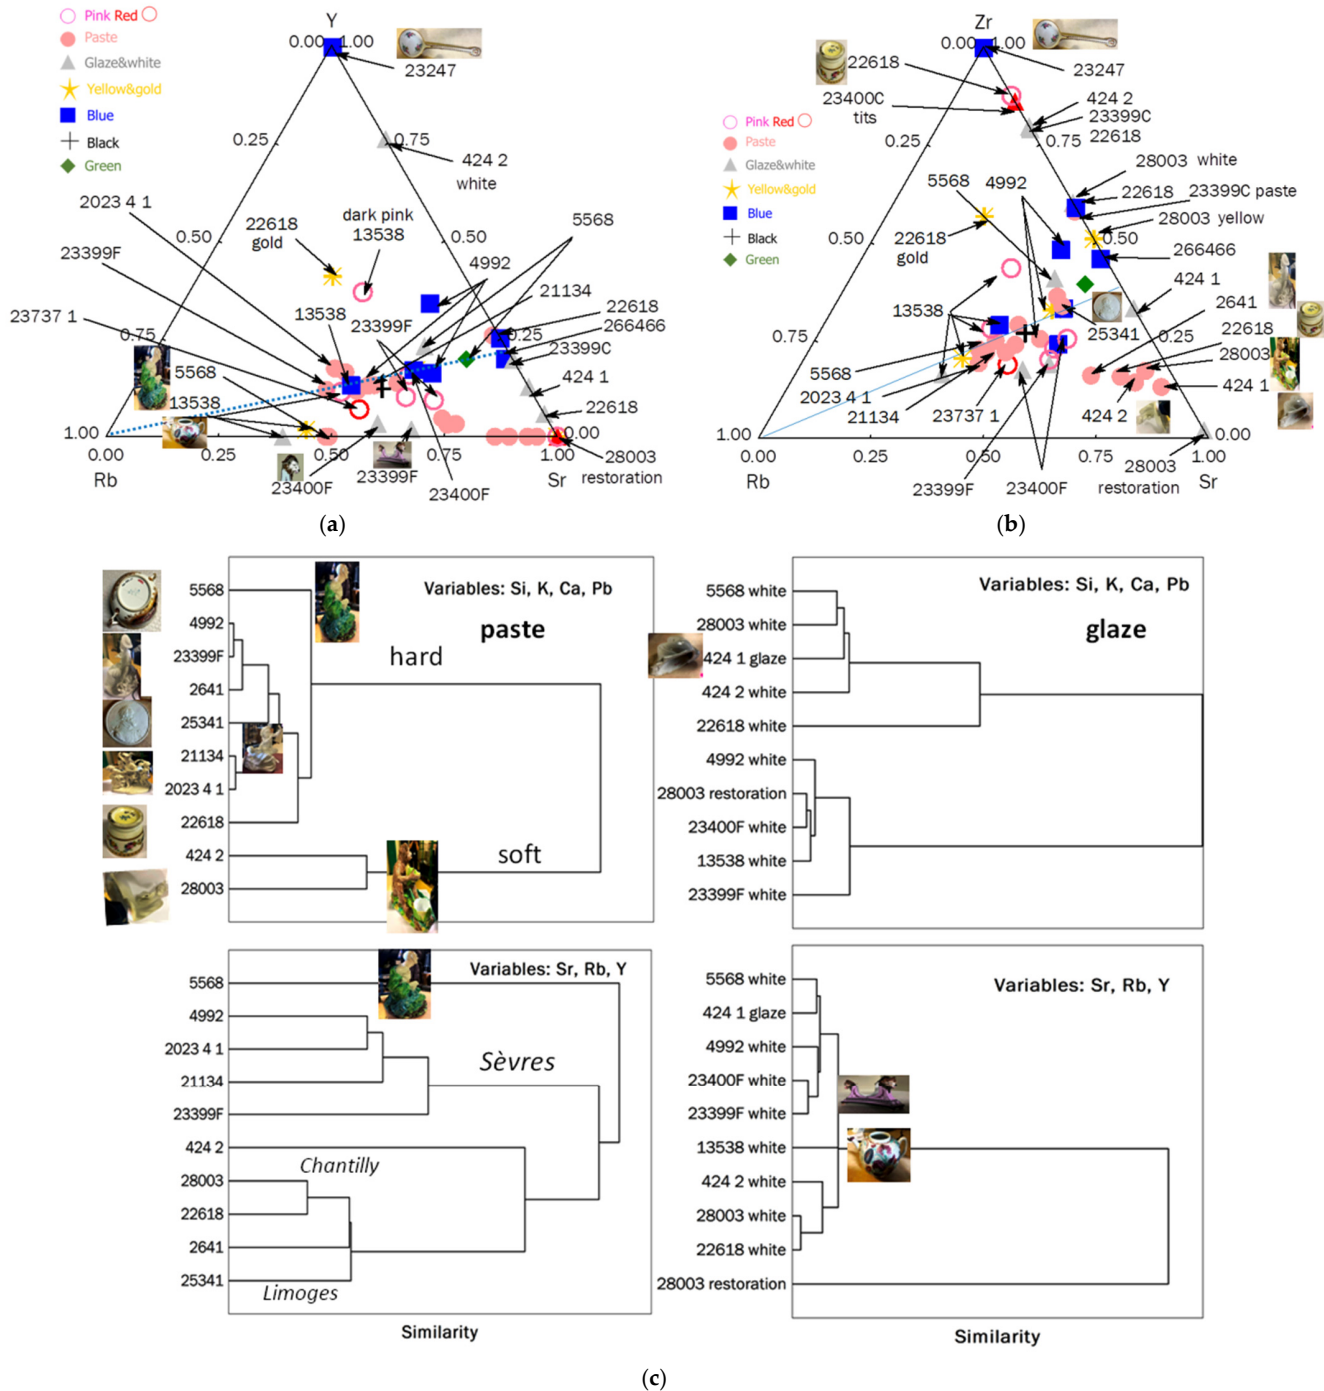 Y
Pink Red
Paste
Glaze&white
Yellow&gold
Blue
Black
Green
0.00 1.00
23247
0.25
0.75
424 2
white
2023 4 1
22618
gold
dark pink
13538
5568
23399F
0.50
0.50
4992
21134
23737 1
13538
23399F
22618
0.75
0.25
266466
23399C
5568
424 1
13538
22618
1.00
0.00
0.00
0.25
0.50
0.75
1.00
28003
restoration
Rb
23400F
23399F
23400F
Sr
(a)
Zr
0.00 1.00
22618
23247
23400C
tits
424 2
23399C
22618
Pink Red
Paste
Glaze&white
Yellow&gold
Blue
Black
Green
0.25
0.75
28003 white
5568
4992
22618
23399C paste
28003 yellow
22618
gold
0.50
0.50
266466
424 1
13538
2641
0.75
25341
0.25
22618
5568
28003
2023 4 1
21134
23737 1
424 2
424 1
1.00
0.00
0.00
0.25
0.50
0.75
1.00
28003
restoration
Rb
23399F
23400F
Sr
(b)
Variables: Si, K, Ca, Pb
paste
hard
soft
5568
4992
23399F
2641
25341
21134
2023 4 1
22618
424 2
28003
Variables: Si, K, Ca, Pb
glaze
5568 white
28003 white
424 1 glaze
424 2 white
22618 white
4992 white
28003 restoration
23400F white
13538 white
23399F white
Variables: Sr, Rb, Y
Sèvres
Chantilly
Limoges
5568
4992
2023 4 1
21134
23399F
424 2
28003
22618
2641
25341
Similarity
Variables: Sr, Rb, Y
5568 white
424 1 glaze
4992 white
23400F white
23399F white
13538 white
424 2 white
28003 white
22618 white
28003 restoration
Similarity
(c)